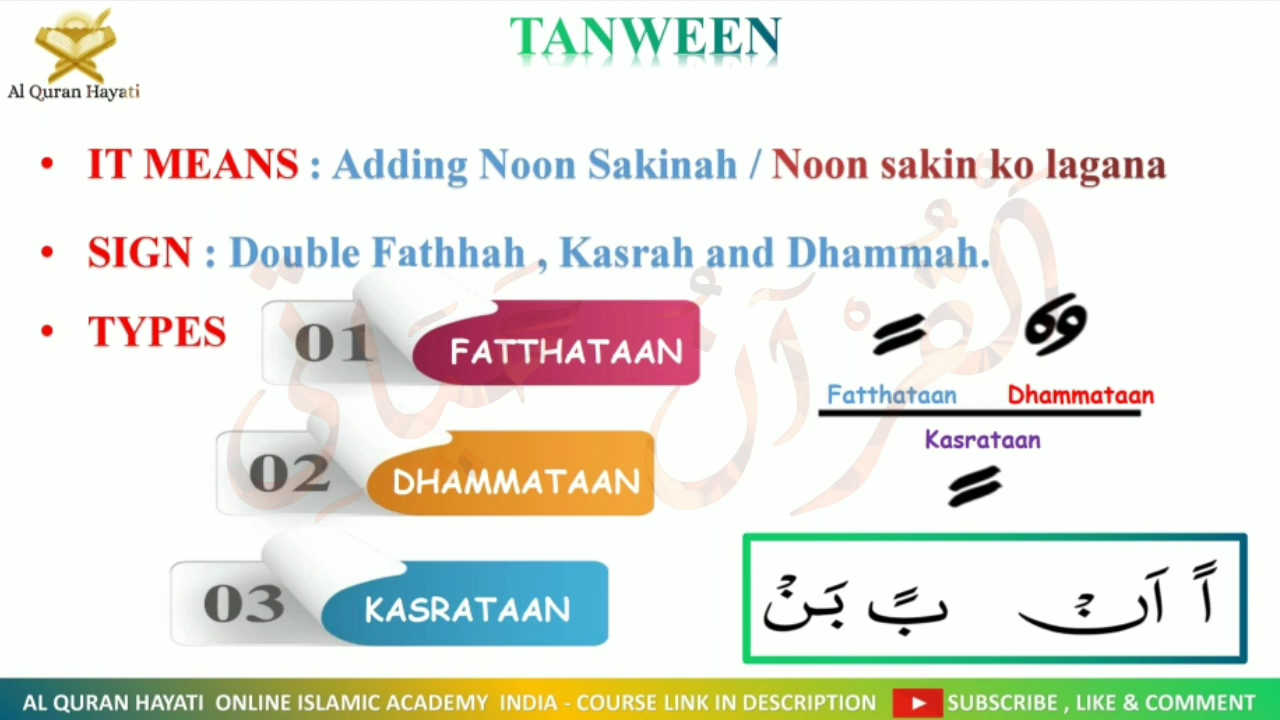 TANWEEN
Al Quran Hayati
• IT MEANS : Adding Noon Sakinah / Noon sakin ko lagana
• SIGN : Double Fathhah , Kasrah and Dhammah.
• TYPES
01 FATTHATAAN
02 DHAMMATAAN
03 KASRATAAN
Fatthataan Dhammataan
Kasrataan
اً اَنۡ بً بَنۡ
اَلْقُرْآنُ حَيَاتِي
AL QURAN HAYATI ONLINE ISLAMIC ACADEMY INDIA - COURSE LINK IN DESCRIPTION SUBSCRIBE , LIKE & COMMENT